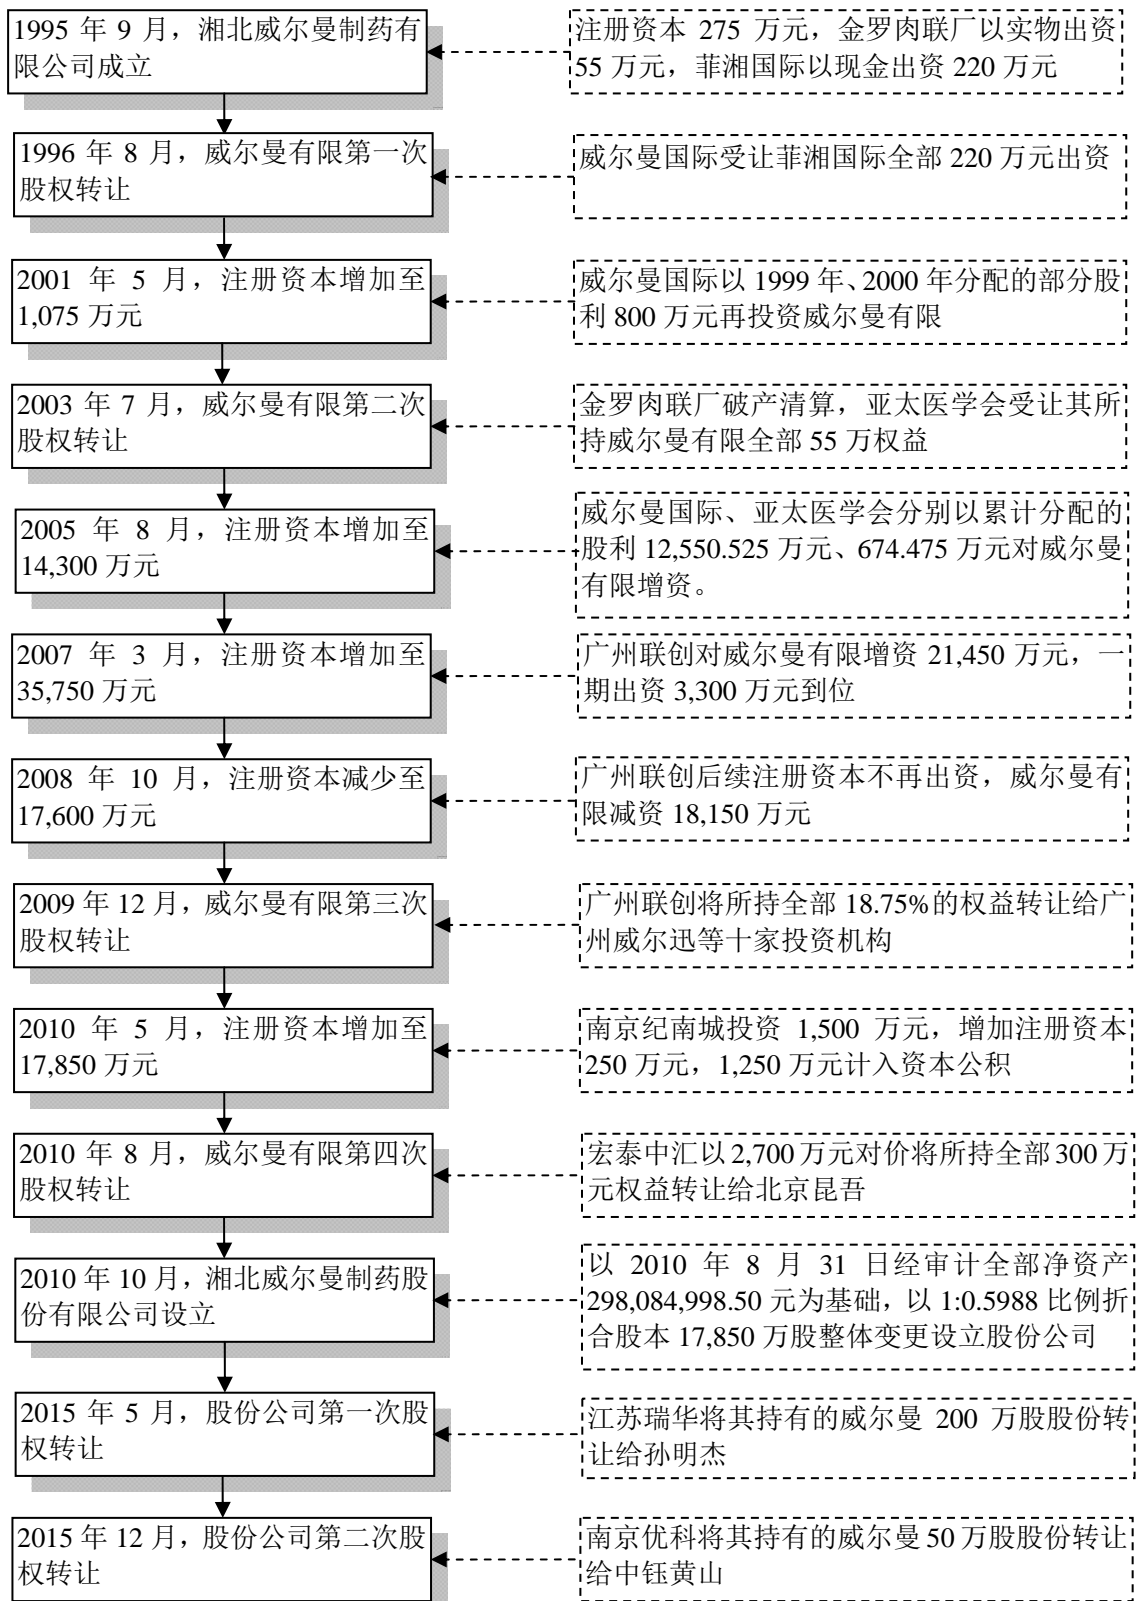 1995 年 9 月，湘北威尔曼制药有
限公司成立
注册资本 275 万元，金罗肉联厂以实物出资
55 万元，菲湘国际以现金出资 220 万元
1996 年 8 月，威尔曼有限第一次
股权转让
威尔曼国际受让菲湘国际全部 220 万元出资
2001 年 5 月，注册资本增加至
1,075 万元
威尔曼国际以 1999 年、2000 年分配的部分股
利 800 万元再投资威尔曼有限
2003 年 7 月，威尔曼有限第二次
股权转让
金罗肉联厂破产清算，亚太医学会受让其所
持威尔曼有限全部 55 万权益
2005 年 8 月，注册资本增加至
14,300 万元
威尔曼国际、亚太医学会分别以累计分配的
股利 12,550.525 万元、674.475 万元对威尔曼
有限增资。
2007 年 3 月，注册资本增加至
35,750 万元
广州联创对威尔曼有限增资 21,450 万元，一
期出资 3,300 万元到位
2008 年 10 月，注册资本减少至
17,600 万元
广州联创后续注册资本不再出资，威尔曼有
限减资 18,150 万元
2009 年 12 月，威尔曼有限第三次
股权转让
广州联创将所持全部 18.75%的权益转让给广
州威尔迅等十家投资机构
2010 年 5 月，注册资本增加至
17,850 万元
南京纪南城投资 1,500 万元，增加注册资本
250 万元，1,250 万元计入资本公积
2010 年 8 月，威尔曼有限第四次
股权转让
宏泰中汇以 2,700 万元对价将所持全部 300 万
元权益转让给北京昆吾
2010 年 10 月，湘北威尔曼制药股
份有限公司设立
以 2010 年 8 月 31 日经审计全部净资产
298,084,998.50 元为基础，以 1:0.5988 比例折
合股本 17,850 万股整体变更设立股份公司
2015 年 5 月，股份公司第一次股
权转让
江苏瑞华将其持有的威尔曼 200 万股股份转
让给孙明杰
2015 年 12 月，股份公司第二次股
权转让
南京优科将其持有的威尔曼 50 万股股份转让
给中钰黄山